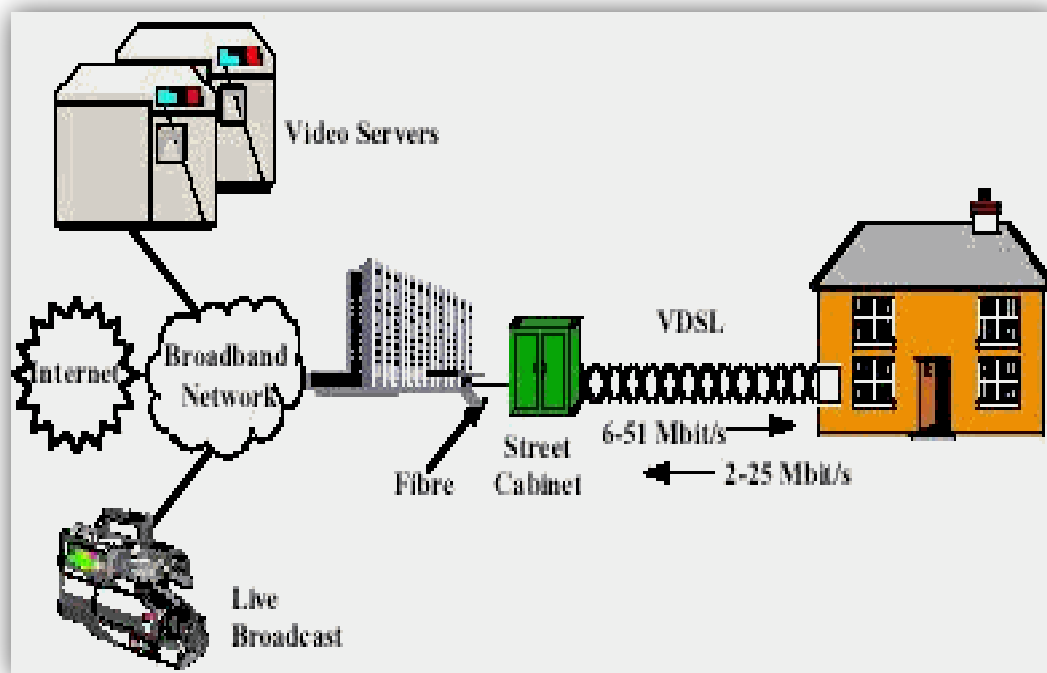 Video Servers
Internet
Broadband
Network
VDSL
6-51 Mbit/s
2-25 Mbit/s
Fibre
Street
Cabinet
Live
Broadcast